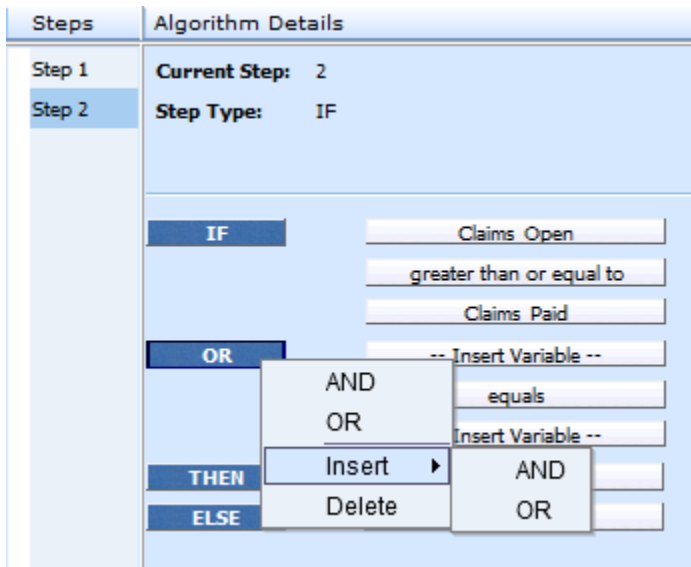 Steps Algorithm Details
Step 1 Current Step: 2
Step 2 Step Type: IF
IF Claims Open
greater than or equal to
Claims Paid
OR -- Insert Variable --
AND equals
OR Insert Variable --
THEN Insert AND
ELSE Delete OR